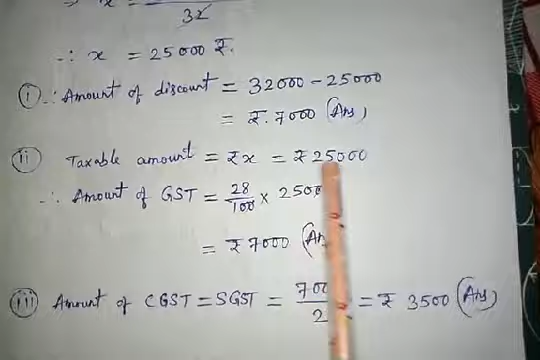 32
∴ x = 25000 ₹.
(i) ∴ Amount of discount = 32000 - 25000
= ₹. 7000 (Ans)
(ii) Taxable amount = ₹x = ₹ 25000
∴ Amount of GST = 28/100 × 2500
= ₹ 7000 (An
(iii) Amount of CGST = SGST = 700/2 = ₹ 3500 (Ans)